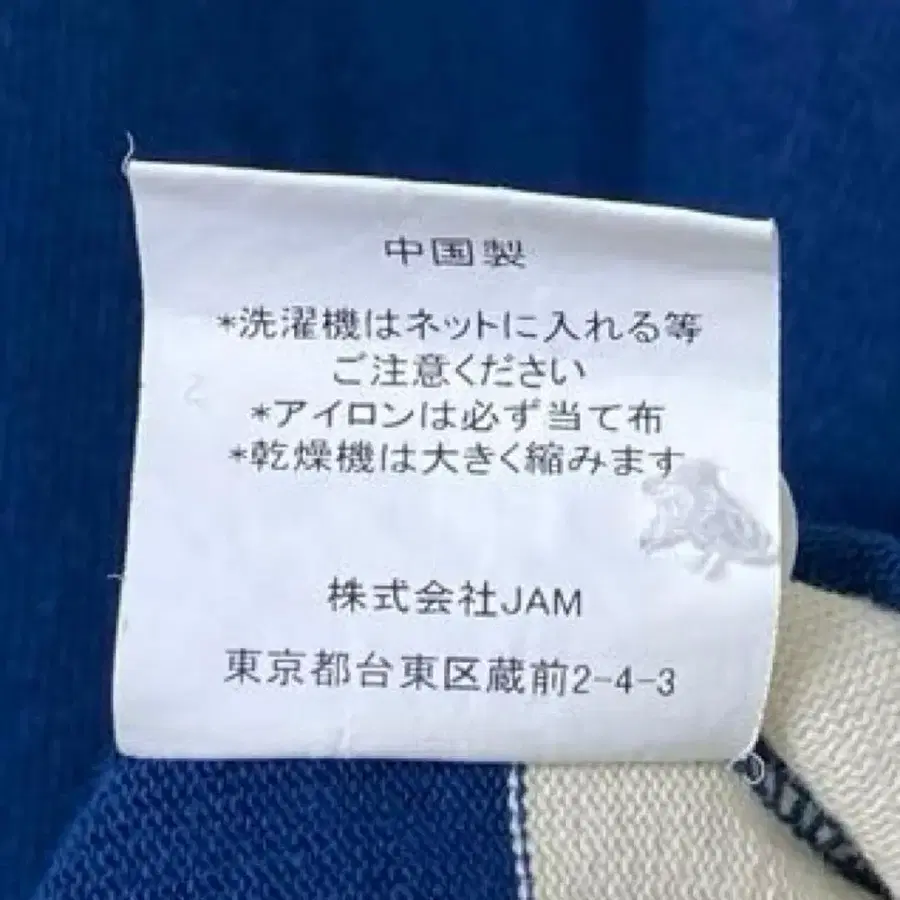 中国製
*洗濯機はネットに入れる等
ご注意ください
*アイロンは必ず当て布
*乾燥機は大きく縮みます
株式会社JAM
東京都台東区蔵前2-4-3